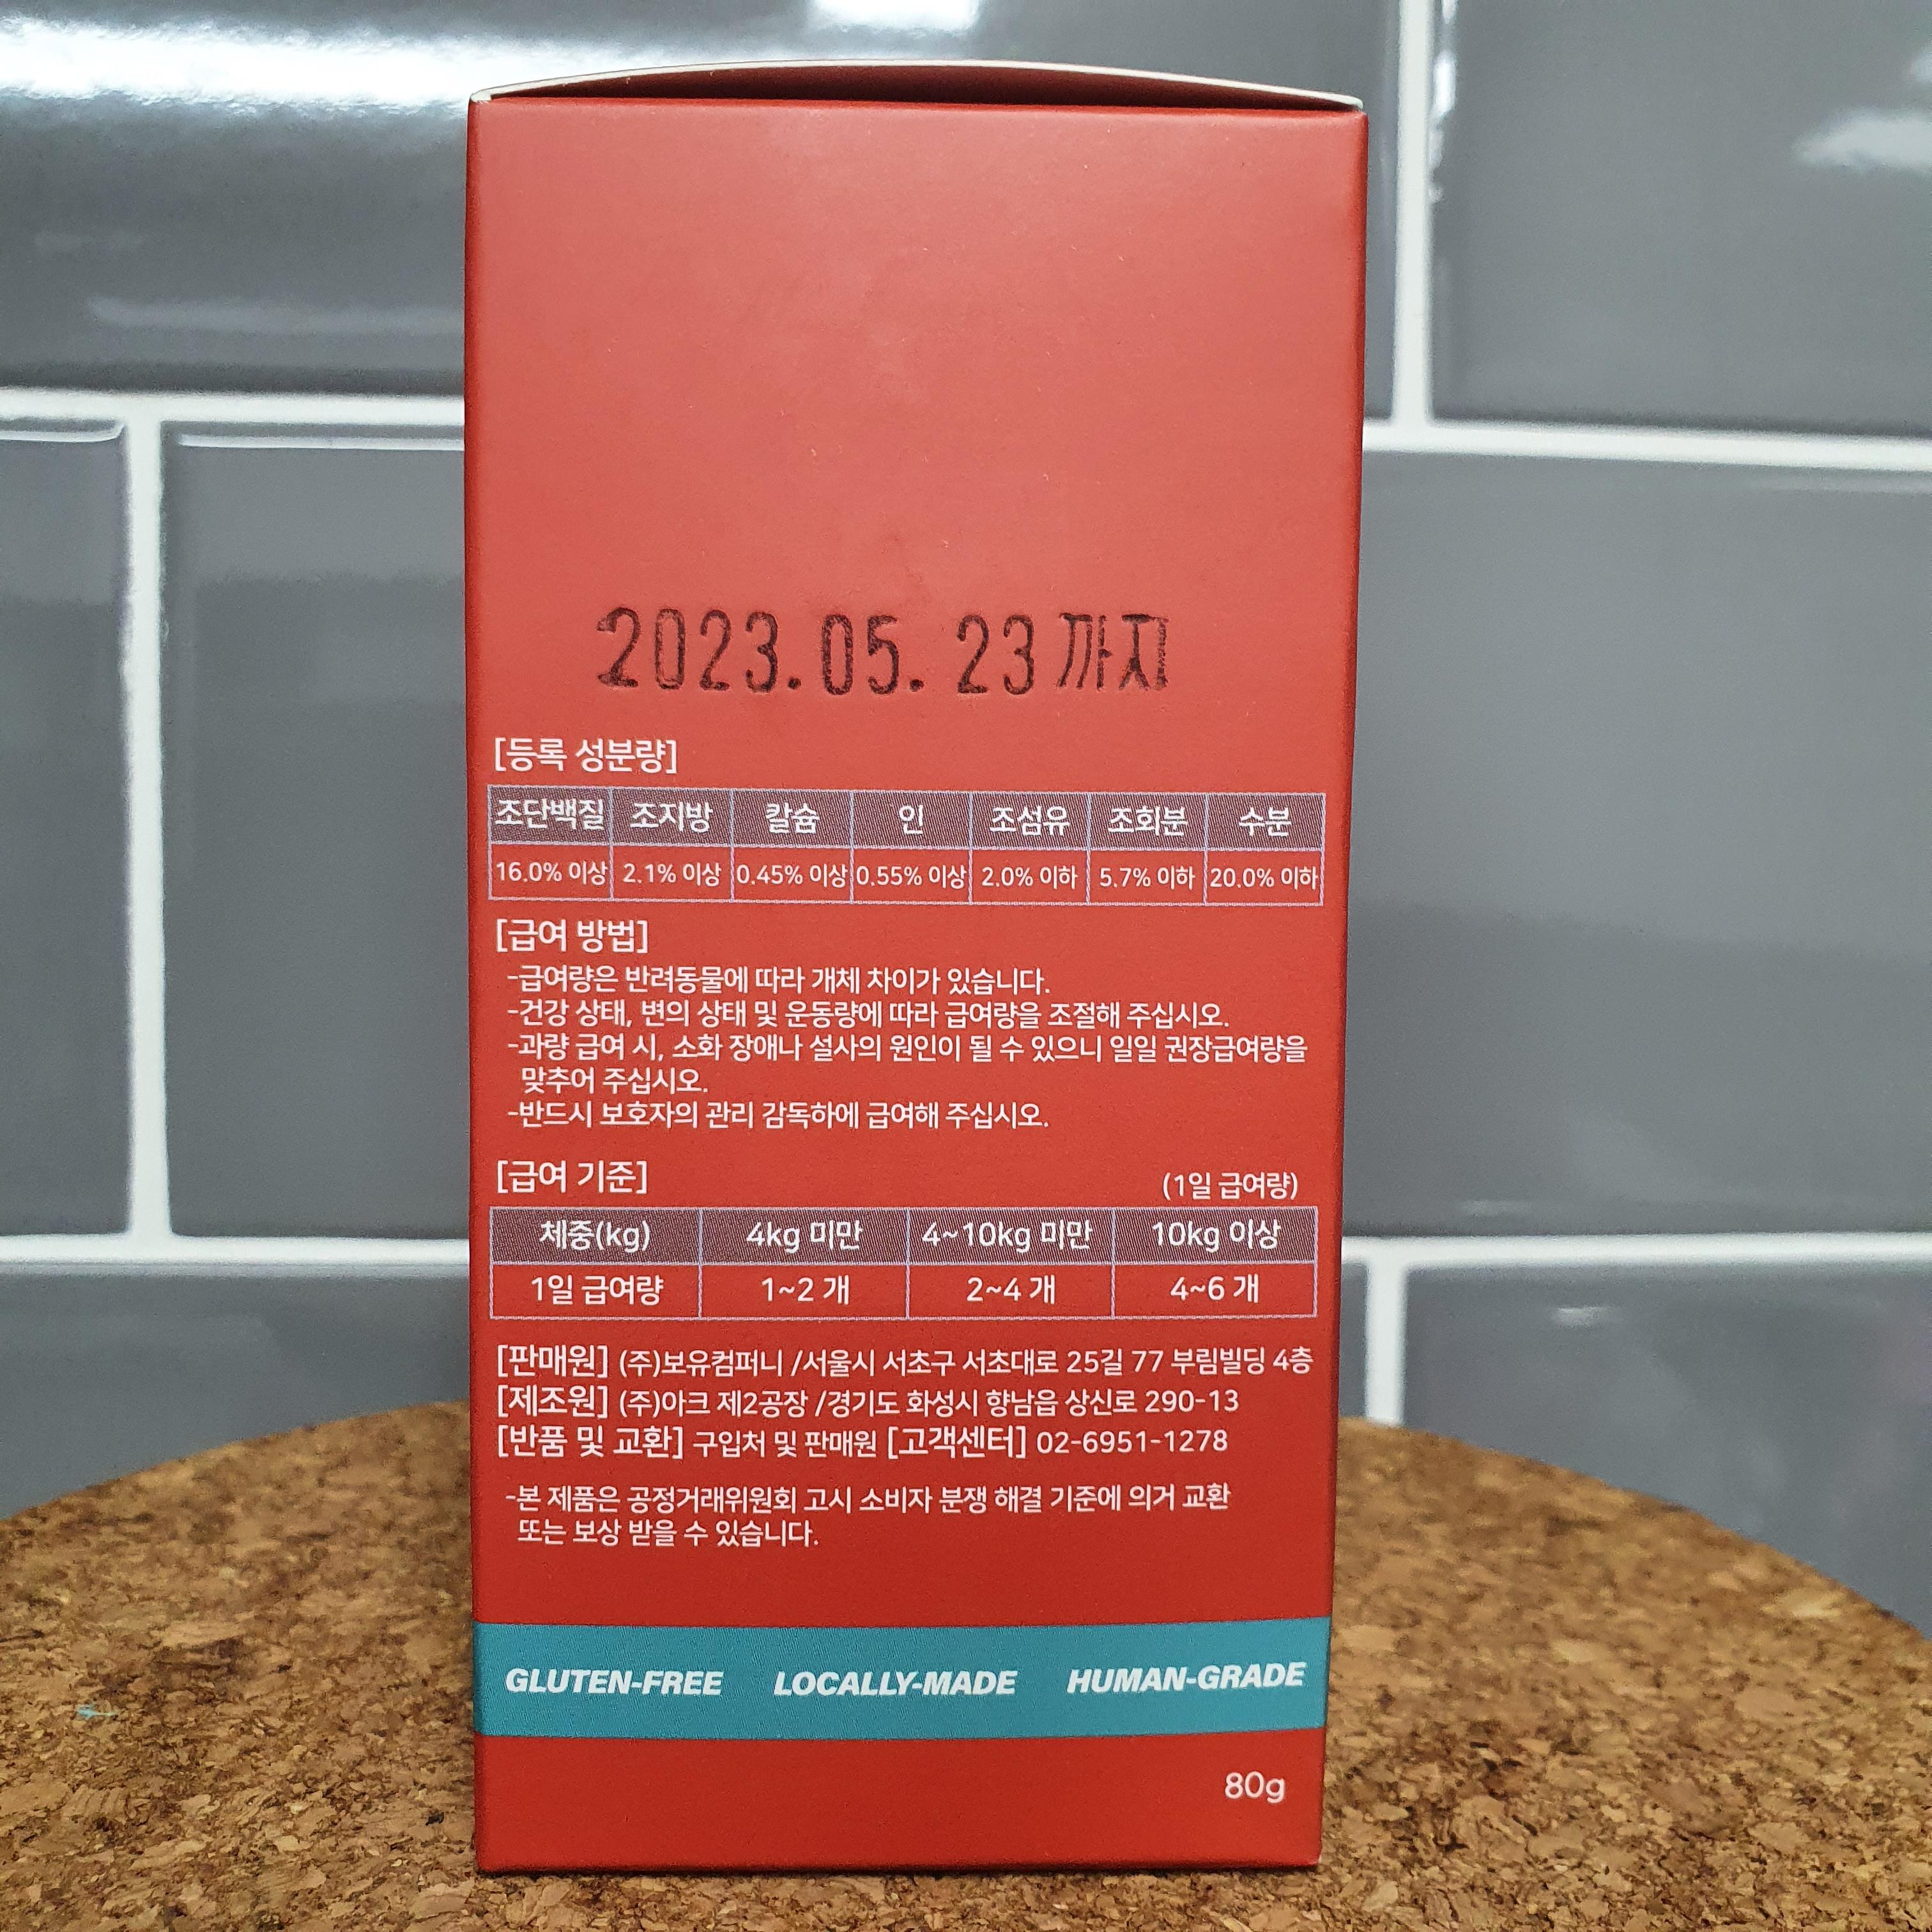 2023.05.23까지
[등록 성분량]
조단백질 조지방 칼슘 인 조섬유 조회분 수분
16.0% 이상 2.1% 이상 0.45% 이상 0.55% 이상 2.0% 이하 5.7% 이하 20.0% 이하
[급여 방법]
-급여량은 반려동물에 따라 개체 차이가 있습니다.
-건강 상태, 변의 상태 및 운동량에 따라 급여량을 조절해 주십시오.
-과량 급여 시, 소화 장애나 설사의 원인이 될 수 있으니 일일 권장급여량을
맞추어 주십시오.
-반드시 보호자의 관리 감독하에 급여해 주십시오.
[급여 기준] (1일 급여량)
체중(kg) 4kg 미만 4~10kg 미만 10kg 이상
1일 급여량 1~2 개 2~4 개 4~6 개
[판매원] (주)보유컴퍼니 /서울시 서초구 서초대로 25길 77 부림빌딩 4층
[제조원] (주)아크 제2공장 /경기도 화성시 향남읍 상신로 290-13
[반품 및 교환] 구입처 및 판매원 [고객센터] 02-6951-1278
-본 제품은 공정거래위원회 고시 소비자 분쟁 해결 기준에 의거 교환
또는 보상 받을 수 있습니다.
GLUTEN-FREE LOCALLY-MADE HUMAN-GRADE
80g